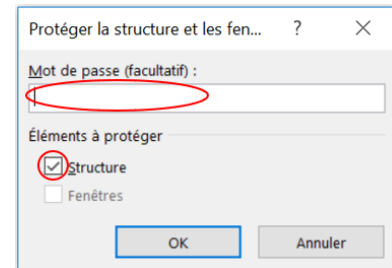 Protéger la structure et les fen... ? ×
Mot de passe (facultatif) :
Éléments à protéger
Structure
Fenêtres
OK Annuler